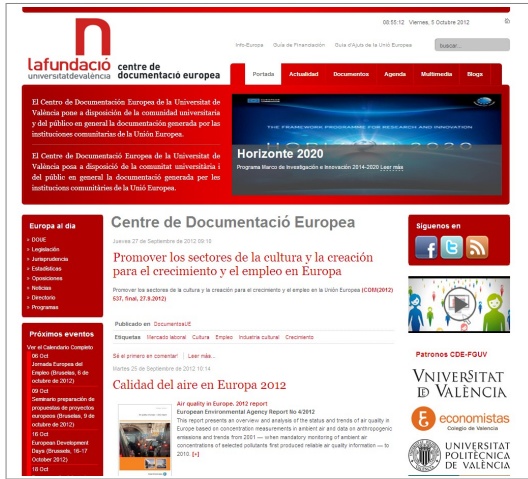 08:55:12 Viernes, 5 Octubre 2012
lafundació
universitatdevalència
centre de
documentació europea
Info-Europa Guía de Financiación Guia d'Ajuts de la Unió Europea
buscar...
Portada Actualidad Documentos Agenda Multimedia Blogs
El Centro de Documentación Europea de la Universitat de
València pone a disposición de la comunidad universitaria
y del público en general la documentación generada por las
instituciones comunitarias de la Unión Europea.
El Centre de Documentación Europea de la Universitat de
València posa a disposició de la comunitat universitària i
del públic en general la documentació generada per les
institucions comunitàries de la Unió Europea.
THE FRAMEWORK PROGRAMME FOR RESEARCH AND INNOVATION
HORIZON 2020
Horizonte 2020
Programa Marco de Investigación e Innovación 2014-2020 Leer más
Europa al día
» DOUE
» Legislación
» Jurisprudencia
» Estadísticas
» Oposiciones
» Noticias
» Directorio
» Programas
Próximos eventos
Ver el Calendario Completo
06 Oct
Jornada Europea del
Empleo (Bruselas, 6 de
octubre de 2012)
09 Oct
Seminario preparación de
propuestas de proyectos
europeos (Bruselas, 9 de
octubre de 2012)
16 Oct
European Development
Days (Brussels, 16-17
October 2012)
18 Oct
Centre de Documentació Europea
Jueves 27 de Septiembre de 2012 09:18
Promover los sectores de la cultura y la creación
para el crecimiento y el empleo en Europa
Promover los sectores de la cultura y la creación para el crecimiento y el empleo en la Unión Europea (COM(2012)
537, final, 27.9.2012)
Publicado en DocumentsUE
Etiquetas Mercado laboral Cultura Empleo Industria cultural Crecimiento
Sé el primero en comentar! Leer más...
Martes 25 de Septiembre de 2012 10:14
Calidad del aire en Europa 2012
Air quality in Europe. 2012 report
European Environmental Agency Report No 4/2012
This report presents an overview and analysis of the status and trends of air quality in
Europe based on concentration measurements in ambient air and data on anthropogenic
emissions and trends from 2001 — when mandatory monitoring of ambient air
concentrations of selected pollutants first produced reliable air quality information — to
2010. [+]
Síguenos en
Patronos CDE-FGUV
VNIVERSITAT
D VALÈNCIA
economistas
Colegio de Valencia
UNIVERSITAT
POLITÈCNICA
DE VALÈNCIA